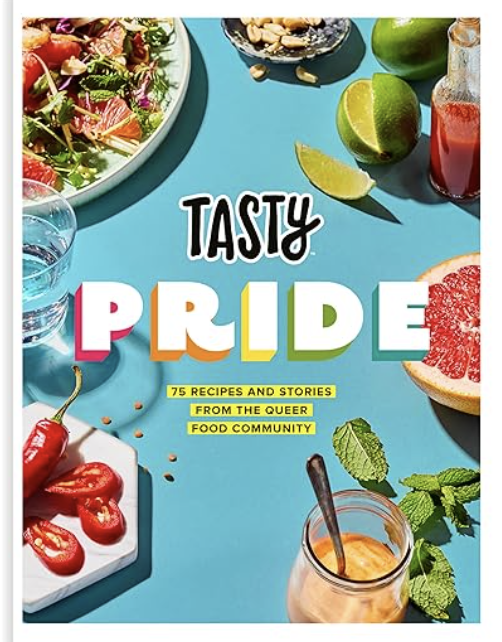 TASTY
PRIDE
75 RECIPES AND STORIES
FROM THE QUEER
FOOD COMMUNITY